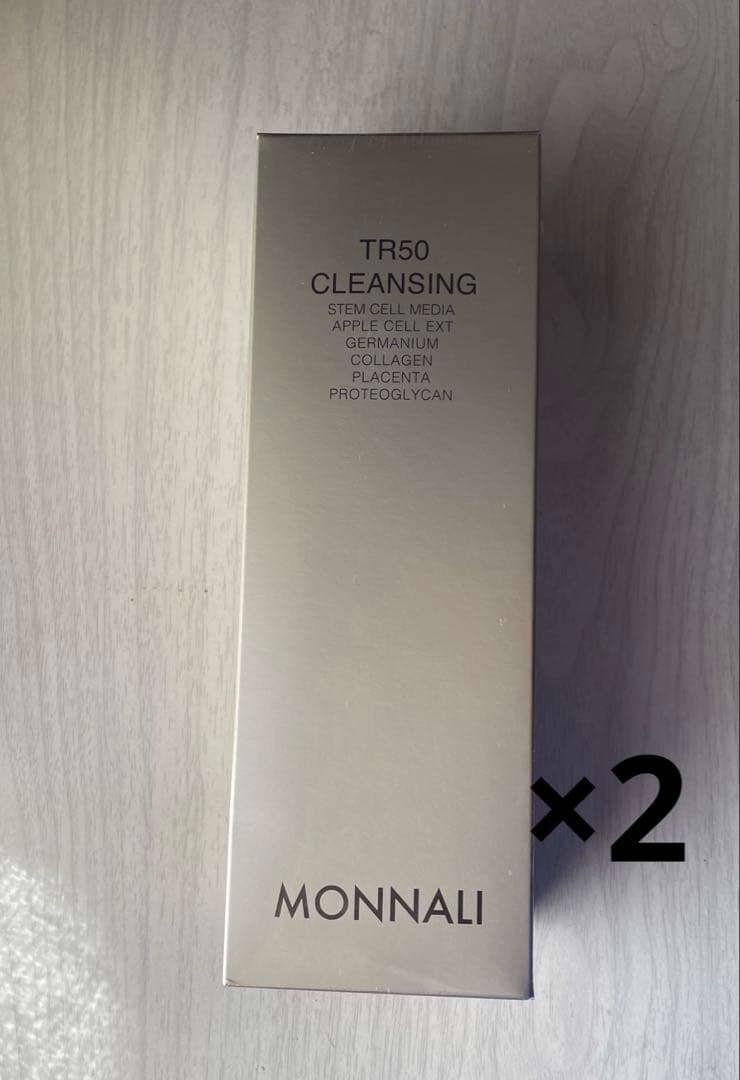 TR50
CLEANSING
STEM CELL MEDIA
APPLE CELL EXT
GERMANIUM
COLLAGEN
PLACENTA
PROTEOGLYCAN
×2
MONNALI